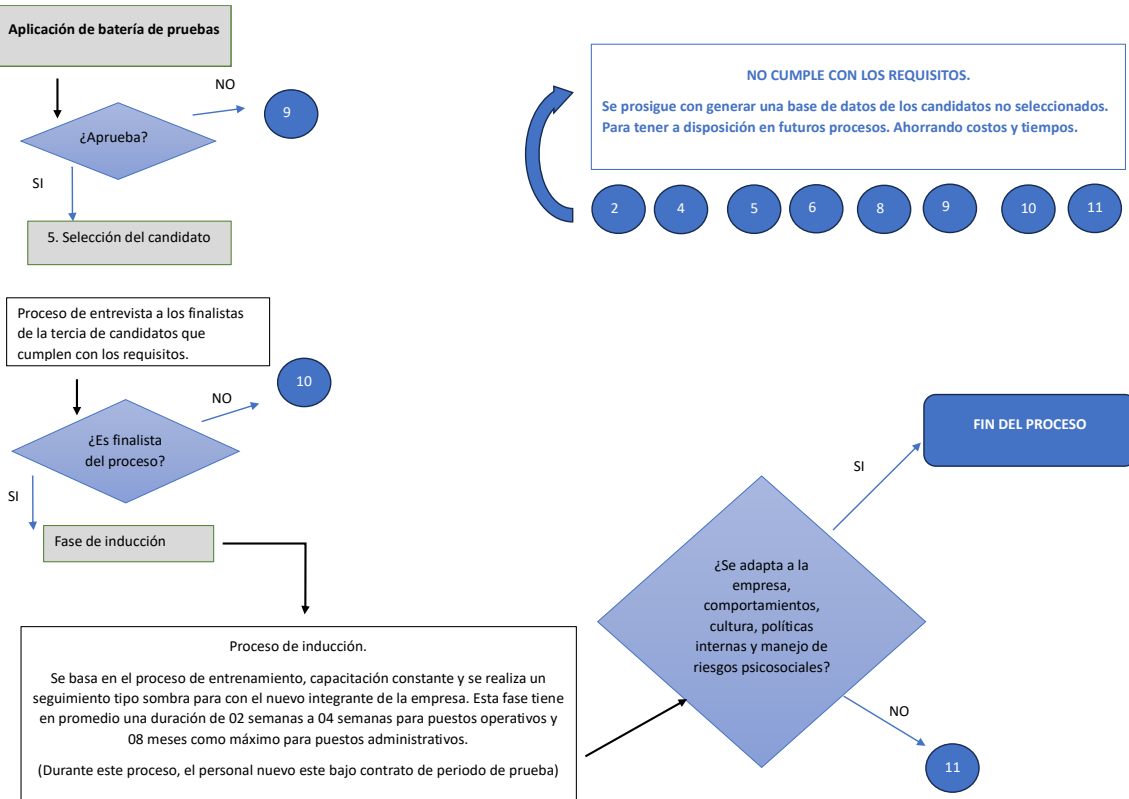 Aplicación de batería de pruebas
NO
9
¿Aprueba?
SI
5. Selección del candidato
NO CUMPLE CON LOS REQUISITOS.
Se prosigue con generar una base de datos de los candidatos no seleccionados.
Para tener a disposición en futuros procesos. Ahorrando costos y tiempos.
2
4
5
6
8
9
10
11
Proceso de entrevista a los finalistas
de la tercia de candidatos que
cumplen con los requisitos.
10
NO
¿Es finalista
del proceso?
SI
Fase de inducción
Proceso de inducción.
Se basa en el proceso de entrenamiento, capacitación constante y se realiza un
seguimiento tipo sombra para con el nuevo integrante de la empresa. Esta fase tiene
en promedio una duración de 02 semanas a 04 semanas para puestos operativos y
08 meses como máximo para puestos administrativos.
(Durante este proceso, el personal nuevo este bajo contrato de periodo de prueba)
¿Se adapta a la
empresa,
comportamientos,
cultura, políticas
internas y manejo de
riesgos psicosociales?
SI
FIN DEL PROCESO
NO
11